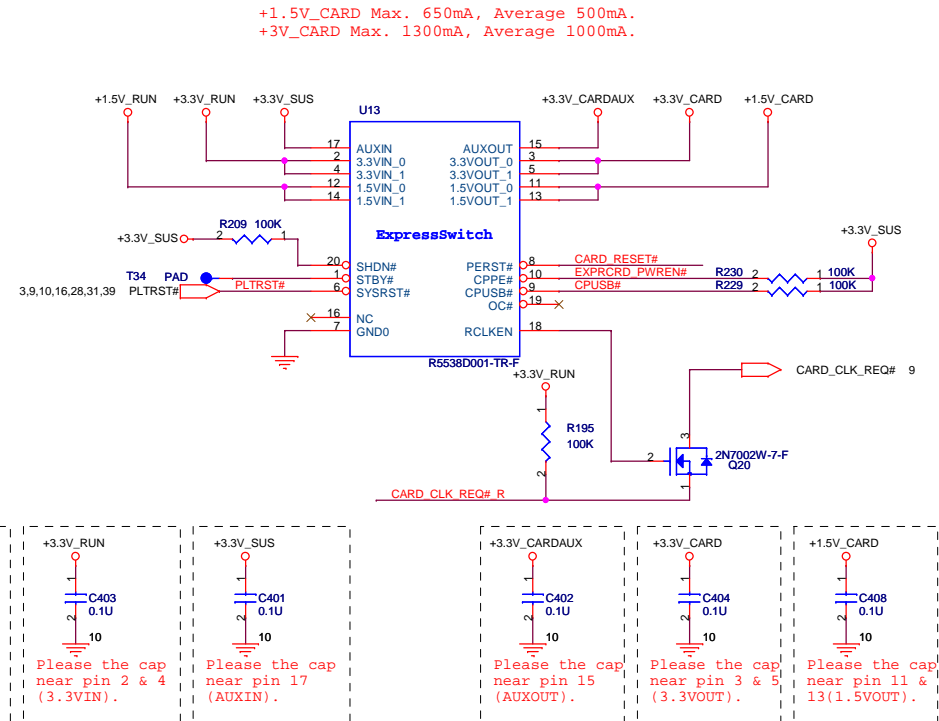 +1.5V_CARD Max. 650mA, Average 500mA.
+3V_CARD Max. 1300mA, Average 1000mA.
+1.5V_RUN +3.3V_RUN +3.3V_SUS
U13
+3.3V_CARDAUX +3.3V_CARD +1.5V_CARD
17 AUXIN AUXOUT 15
2 3.3VIN_0 3.3VOUT_0 3
4 3.3VIN_1 3.3VOUT_1 5
12 1.5VIN_0 1.5VOUT_0 11
14 1.5VIN_1 1.5VOUT_1 13
R209 100K
+3.3V_SUS 2 1
ExpressSwitch
+3.3V_SUS
20 SHDN# PERST# 8 CARD_RESET#
T34 PAD 1 STBY# CPPE# 10 EXPRCRD_PWREN# R230 2 1 100K
3,9,10,16,28,31,39 PLTRST# PLTRST# 6 SYSRST# CPUSB# 9 CPUSB# R229 2 1 100K
OC# 19
16 NC
7 GND0 RCLKEN 18
R5538D001-TR-F
+3.3V_RUN
CARD_CLK_REQ# 9
1
R195
100K
2
3
2
1
2N7002W-7-F
Q20
CARD_CLK_REQ#_R
+3.3V_RUN
1
C403
0.1U
2
10
Please the cap
near pin 2 & 4
(3.3VIN).
+3.3V_SUS
1
C401
0.1U
2
10
Please the cap
near pin 17
(AUXIN).
+3.3V_CARDAUX
1
C402
0.1U
2
10
Please the cap
near pin 15
(AUXOUT).
+3.3V_CARD
1
C404
0.1U
2
10
Please the cap
near pin 3 & 5
(3.3VOUT).
+1.5V_CARD
1
C408
0.1U
2
10
Please the cap
near pin 11 &
13(1.5VOUT).